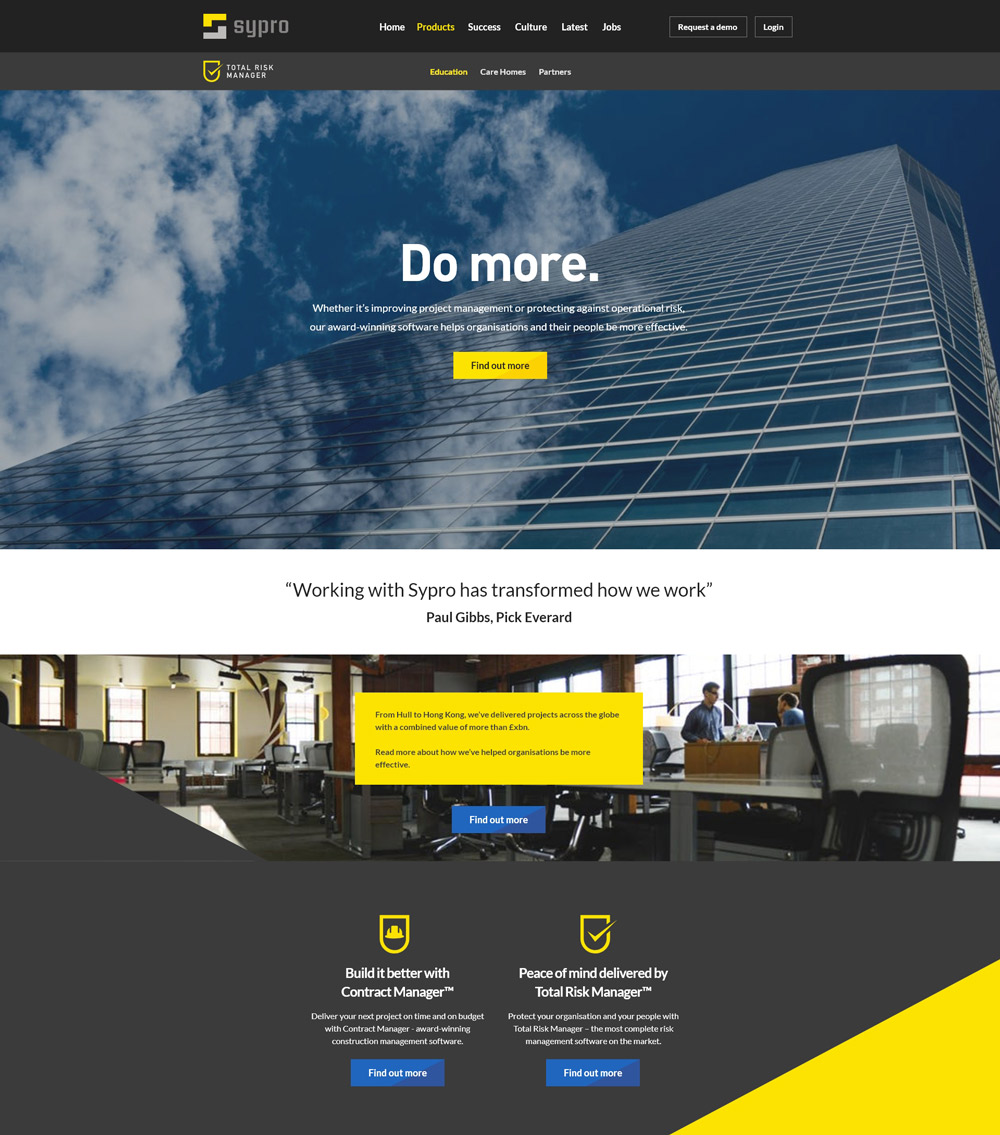 sypro
Home Products Success Culture Latest Jobs
Request a demo Login
TOTAL RISK
MANAGER
Education Care Homes Partners
Do more.
Whether it's improving project management or protecting against operational risk,
our award-winning software helps organisations and their people be more effective.
Find out more
“Working with Sypro has transformed how we work”
Paul Gibbs, Pick Everard
From Hull to Hong Kong, we've delivered projects across the globe
with a combined value of more than £xbn.
Read more about how we've helped organisations be more
effective.
Find out more
Build it better with
Contract Manager™
Deliver your next project on time and on budget
with Contract Manager - award-winning
construction management software.
Find out more
Peace of mind delivered by
Total Risk Manager™
Protect your organisation and your people with
Total Risk Manager – the most complete risk
management software on the market.
Find out more